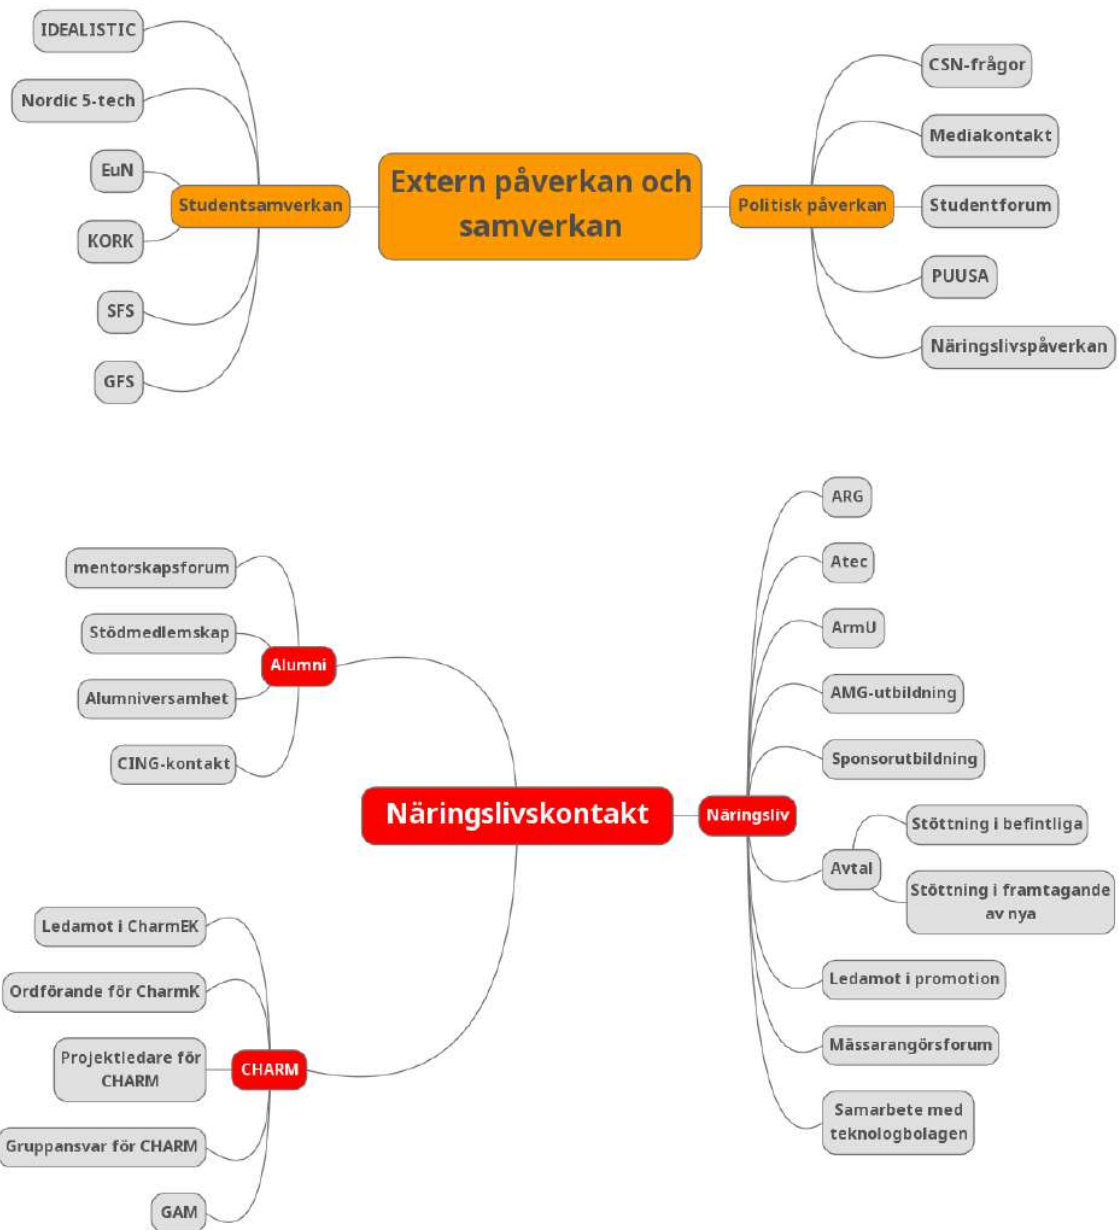 IDEALISTIC
Nordic 5-tech
EuN
KORK
SFS
GFS
Studentsamverkan
Extern påverkan och
samverkan
Politisk påverkan
CSN-frågor
Mediakontakt
Studentforum
PUUSA
Näringslivspåverkan
mentorskapsforum
Stödmedlemskap
Alumniversamhet
CING-kontakt
Alumni
Ledamot i CharmEK
Ordförande för CharmK
Projektledare för
CHARM
Gruppansvar för CHARM
GAM
CHARM
Näringslivskontakt
Näringsliv
ARG
Atec
ArmU
AMG-utbildning
Sponsorutbildning
Avtal
Stöttning i befintliga
Stöttning i framtagande
av nya
Ledamot i promotion
Mässarangörsforum
Samarbete med
teknologbolagen